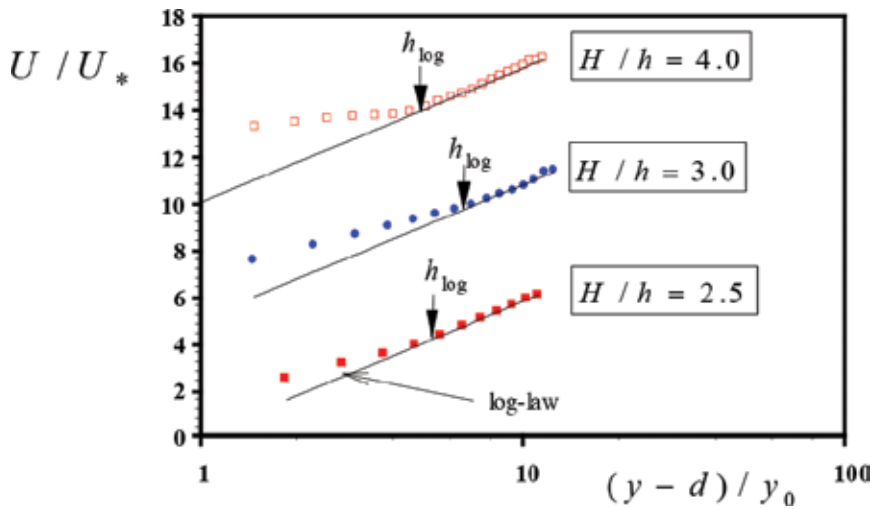 U / U*
18
16
14
12
10
8
6
4
2
0
h_log
H / h = 4.0
h_log
H / h = 3.0
h_log
H / h = 2.5
log-law
1
10
100
( y − d ) / y₀